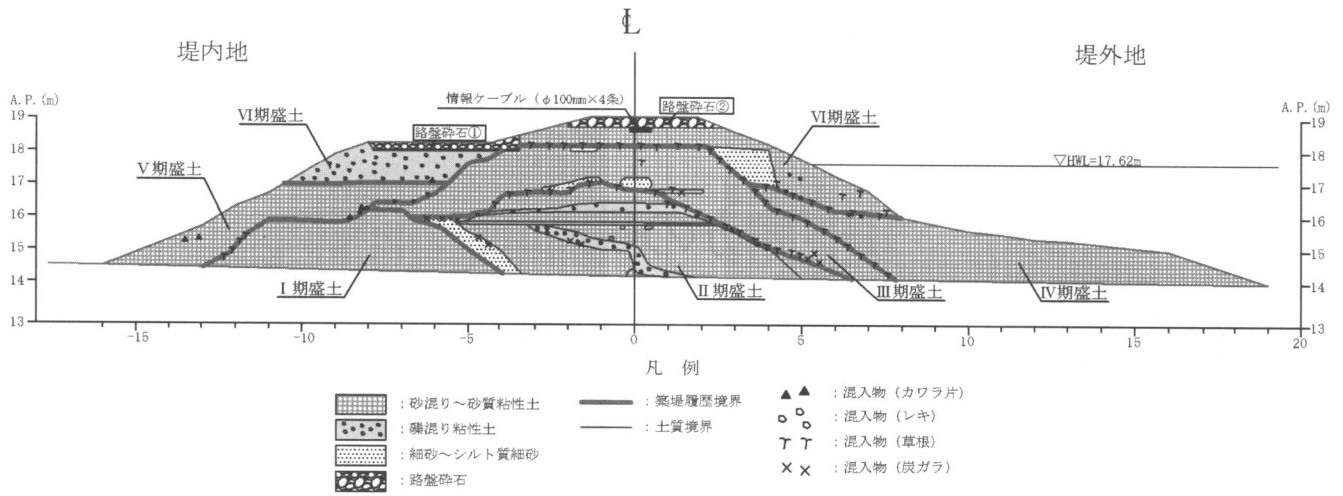 ℄
堤内地
堤外地
A.P.(m)
A.P.(m)
情報ケーブル（φ100mm×4条）
路盤砕石②
Ⅵ期盛土
路盤砕石①
Ⅵ期盛土
▽HWL=17.62m
Ⅴ期盛土
Ⅰ期盛土
Ⅱ期盛土
Ⅲ期盛土
Ⅳ期盛土
19
18
17
16
15
14
13
19
18
17
16
15
14
13
-15
-10
-5
0
5
10
15
20
凡 例
：砂混り～砂質粘性土
：築堤履歴境界
：混入物（カワラ片）
：礫混り粘性土
：土質境界
：混入物（レキ）
：細砂～シルト質細砂
：混入物（草根）
：路盤砕石
：混入物（炭ガラ）